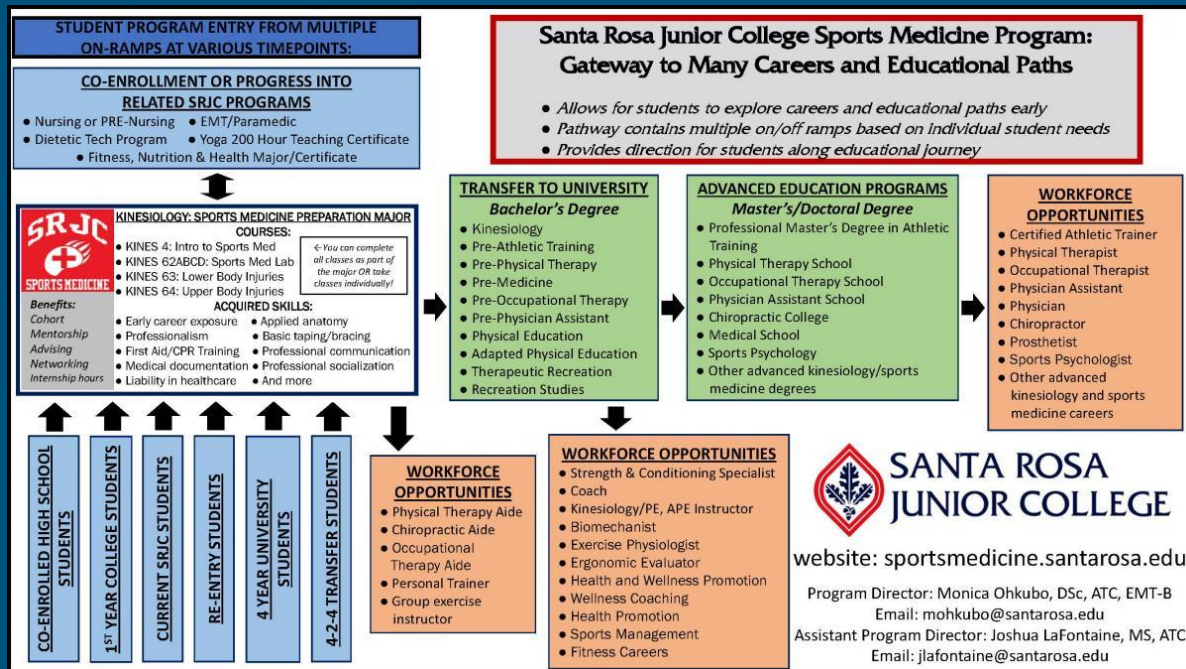 STUDENT PROGRAM ENTRY FROM MULTIPLE
ON-RAMPS AT VARIOUS TIMEPOINTS:
Santa Rosa Junior College Sports Medicine Program:
Gateway to Many Careers and Educational Paths
● Allows for students to explore careers and educational paths early
● Pathway contains multiple on/off ramps based on individual student needs
● Provides direction for students along educational journey
CO-ENROLLMENT OR PROGRESS INTO
RELATED SRJC PROGRAMS
● Nursing or PRE-Nursing ● EMT/Paramedic
● Dietetic Tech Program ● Yoga 200 Hour Teaching Certificate
● Fitness, Nutrition & Health Major/Certificate
SRJC
SPORTS MEDICINE
Benefits:
Cohort
Mentorship
Advising
Networking
Internship hours
KINESIOLOGY: SPORTS MEDICINE PREPARATION MAJOR
COURSES:
● KINES 4: Intro to Sports Med
● KINES 62ABCD: Sports Med Lab
● KINES 63: Lower Body Injuries
● KINES 64: Upper Body Injuries
←You can complete
all classes as part of
the major OR take
classes individually!
ACQUIRED SKILLS:
● Early career exposure ● Applied anatomy
● Professionalism ● Basic taping/bracing
● First Aid/CPR Training ● Professional communication
● Medical documentation ● Professional socialization
● Liability in healthcare ● And more
TRANSFER TO UNIVERSITY
Bachelor's Degree
● Kinesiology
● Pre-Athletic Training
● Pre-Physical Therapy
● Pre-Medicine
● Pre-Occupational Therapy
● Pre-Physician Assistant
● Physical Education
● Adapted Physical Education
● Therapeutic Recreation
● Recreation Studies
ADVANCED EDUCATION PROGRAMS
Master's/Doctoral Degree
● Professional Master's Degree in Athletic
Training
● Physical Therapy School
● Occupational Therapy School
● Physician Assistant School
● Chiropractic College
● Medical School
● Sports Psychology
● Other advanced kinesiology/sports
medicine degrees
WORKFORCE
OPPORTUNITIES
● Certified Athletic Trainer
● Physical Therapist
● Occupational Therapist
● Physician Assistant
● Physician
● Chiropractor
● Prosthetist
● Sports Psychologist
● Other advanced
kinesiology and sports
medicine careers
CO-ENROLLED HIGH SCHOOL
STUDENTS
1ST YEAR COLLEGE STUDENTS
CURRENT SRJC STUDENTS
RE-ENTRY STUDENTS
4 YEAR UNIVERSITY
STUDENTS
4-2-4 TRANSFER STUDENTS
WORKFORCE
OPPORTUNITIES
● Physical Therapy Aide
● Chiropractic Aide
● Occupational
Therapy Aide
● Personal Trainer
● Group exercise
instructor
WORKFORCE OPPORTUNITIES
● Strength & Conditioning Specialist
● Coach
● Kinesiology/PE, APE Instructor
● Biomechanist
● Exercise Physiologist
● Ergonomic Evaluator
● Health and Wellness Promotion
● Wellness Coaching
● Health Promotion
● Sports Management
● Fitness Careers
SANTA ROSA
JUNIOR COLLEGE
website: sportsmedicine.santarosa.edu
Program Director: Monica Ohkubo, DSc, ATC, EMT-B
Email: mohkubo@santarosa.edu
Assistant Program Director: Joshua LaFontaine, MS, ATC
Email: jlafontaine@santarosa.edu